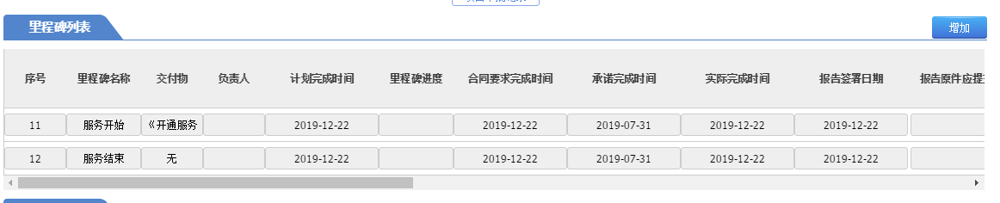 里程碑列表
增加
序号 里程碑名称 交付物 负责人 计划完成时间 里程碑进度 合同要求完成时间 承诺完成时间 实际完成时间 报告签署日期 报告原件应提
11 服务开始 《开通服务 2019-12-22 2019-12-22 2019-07-31 2019-12-22 2019-12-22
12 服务结束 无 2019-12-22 2019-12-22 2019-07-31 2019-12-22 2019-12-22